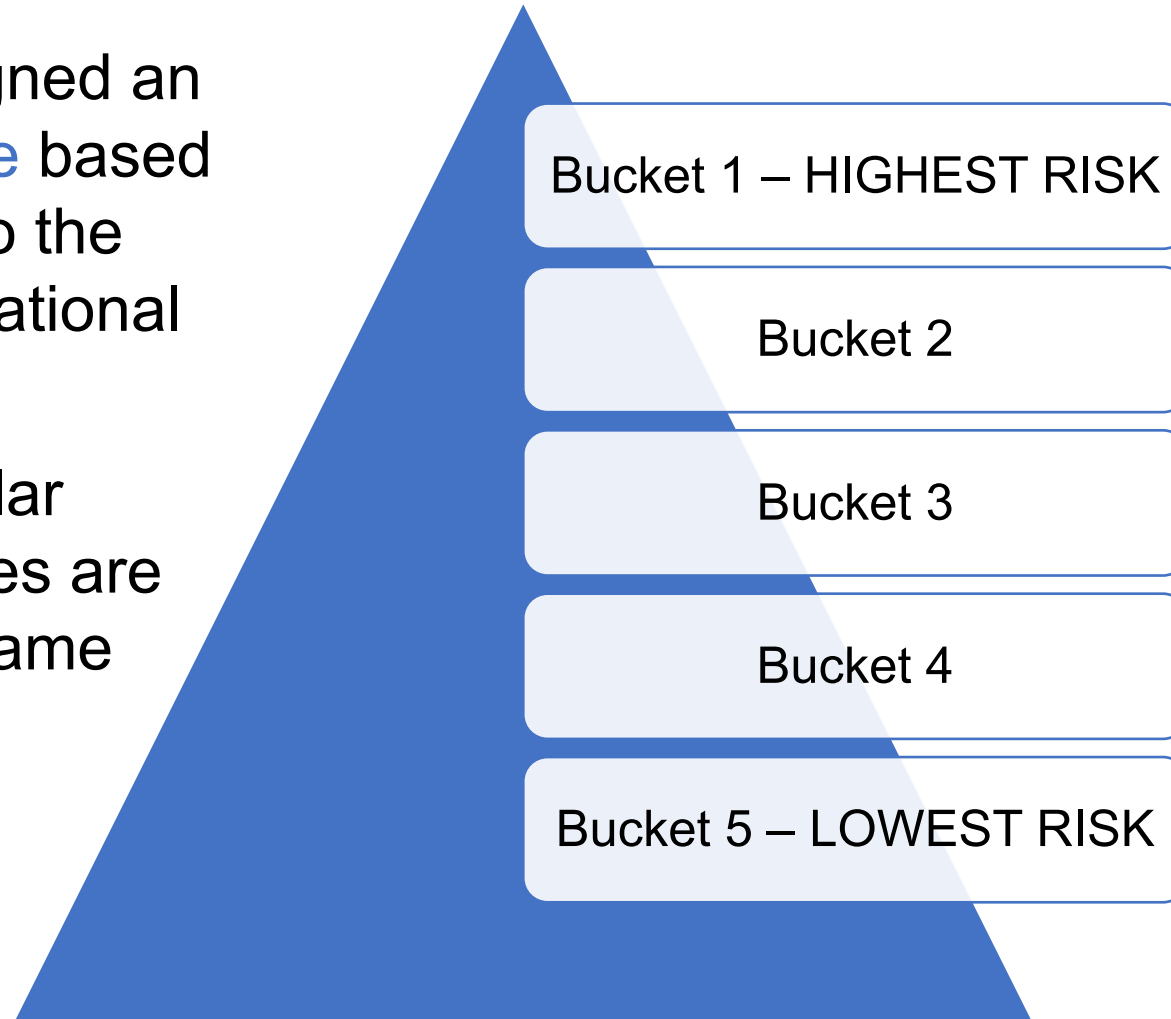 gned an
e based
o the
ational
lar
es are
ame
Bucket 1 – HIGHEST RISK
Bucket 2
Bucket 3
Bucket 4
Bucket 5 – LOWEST RISK